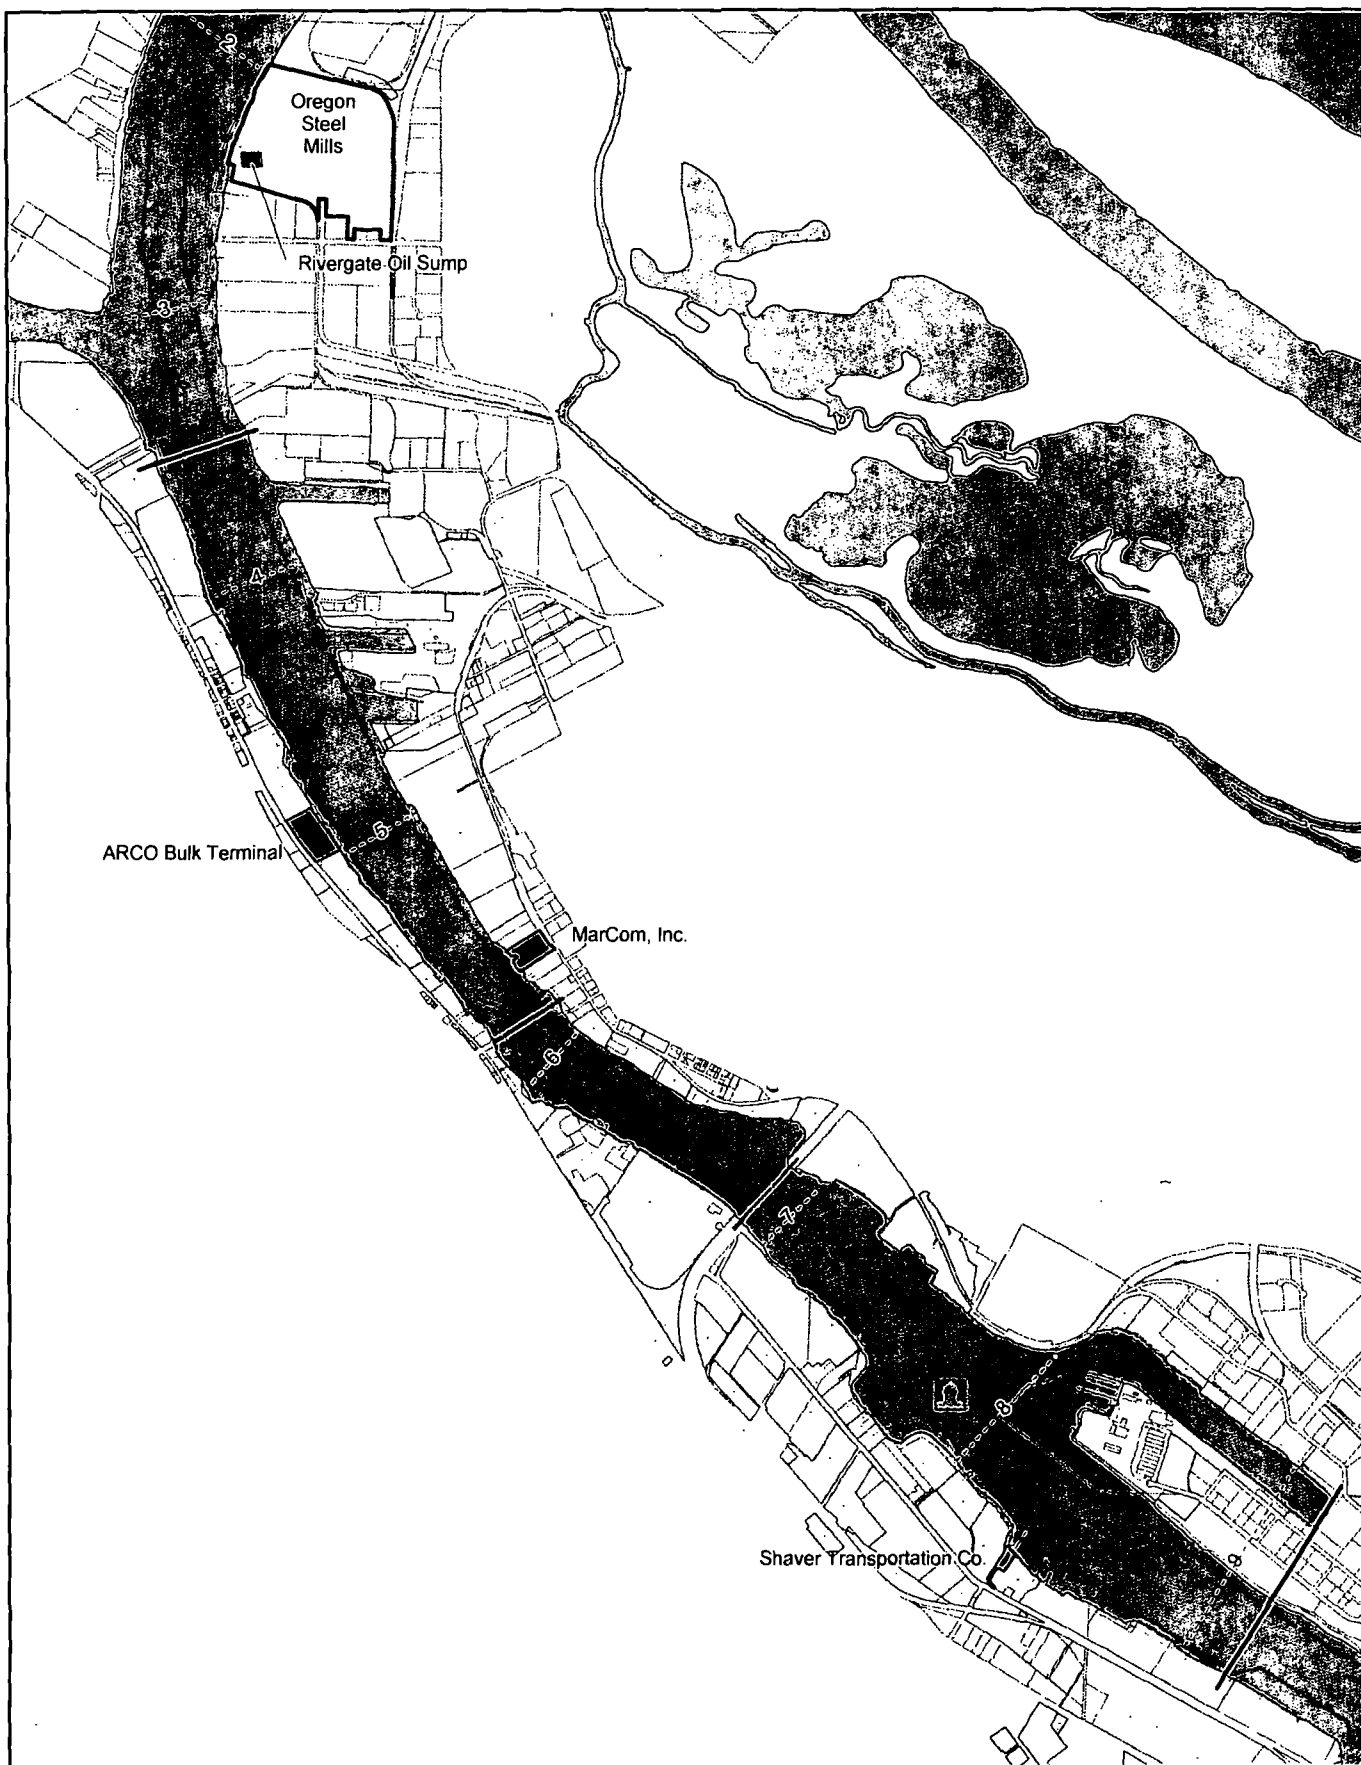 2
Oregon
Steel
Mills
Rivergate Oil Sump
3
4
5
ARCO Bulk Terminal
MarCom, Inc.
6
7
8
Shaver Transportation Co.
9